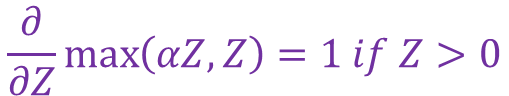 ∂/∂Z max(αZ, Z) = 1 if Z > 0